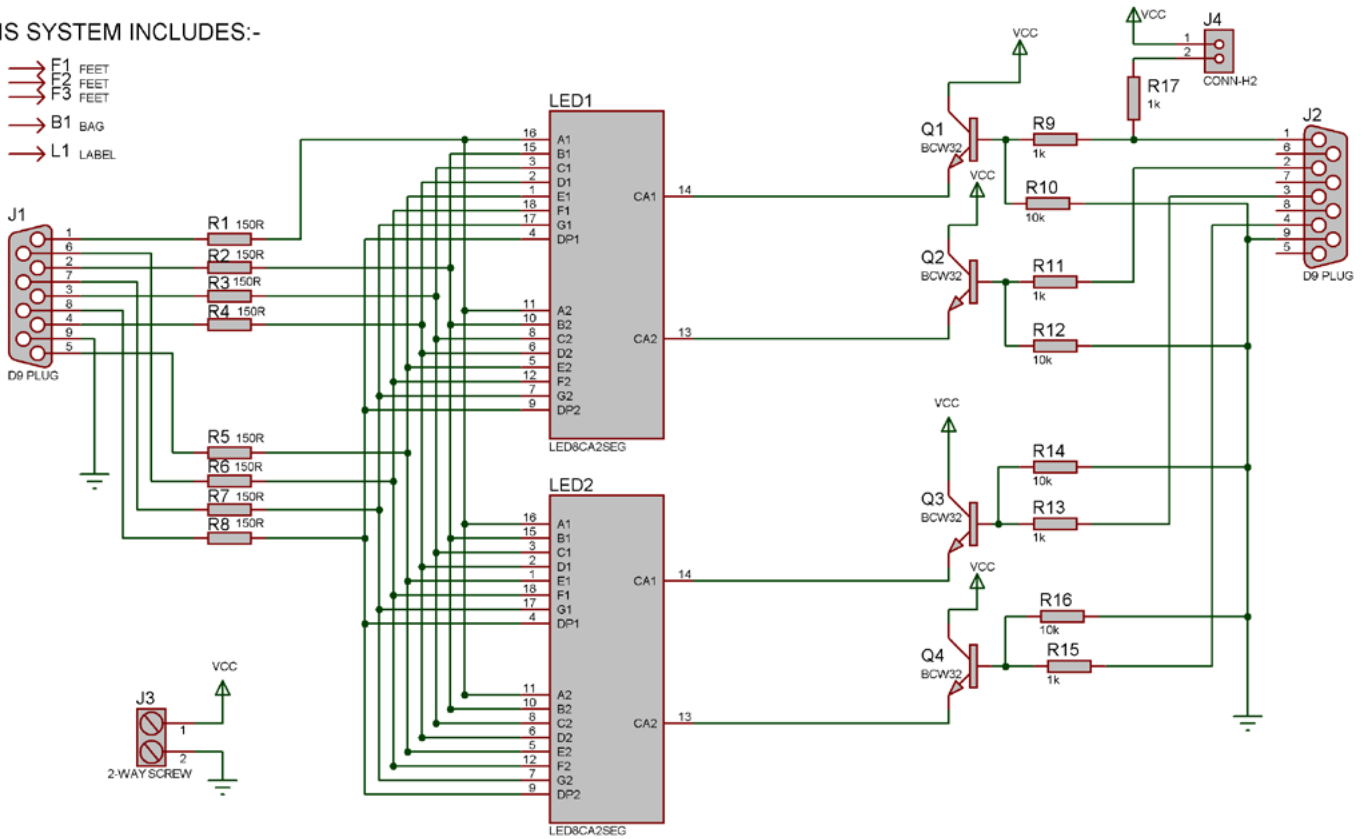 IS SYSTEM INCLUDES:-
F1 FEET
F2 FEET
F3 FEET
B1 BAG
L1 LABEL
J1
1
6
2
7
3
8
4
9
5
D9 PLUG
R1 150R
R2 150R
R3 150R
R4 150R
R5 150R
R6 150R
R7 150R
R8 150R
VCC
J3
1
2
2-WAY SCREW
LED1
16 A1
15 B1
3 C1
2 D1
1 E1
18 F1
17 G1
4 DP1
11 A2
10 B2
8 C2
6 D2
5 E2
12 F2
7 G2
9 DP2
CA1 14
CA2 13
LED8CA2SEG
LED2
16 A1
15 B1
3 C1
2 D1
1 E1
18 F1
17 G1
4 DP1
11 A2
10 B2
8 C2
6 D2
5 E2
12 F2
7 G2
9 DP2
CA1 14
CA2 13
LED8CA2SEG
VCC
Q1
BCW32
R9
1k
R10
10k
VCC
Q2
BCW32
R11
1k
R12
10k
VCC
Q3
BCW32
R14
10k
R13
1k
VCC
Q4
BCW32
R16
10k
R15
1k
VCC
J4
1
2
CONN-H2
R17
1k
J2
1
6
2
7
3
8
4
9
5
D9 PLUG